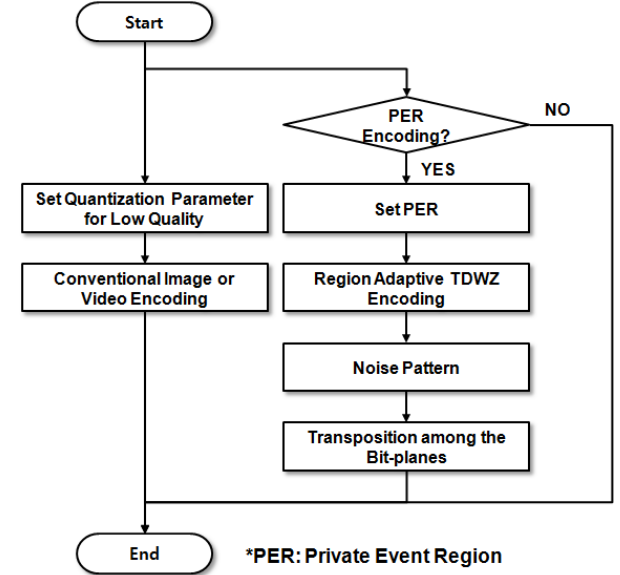 Start
PER
Encoding?
NO
YES
Set Quantization Parameter
for Low Quality
Set PER
Conventional Image or
Video Encoding
Region Adaptive TDWZ
Encoding
Noise Pattern
Transposition among the
Bit-planes
End
*PER: Private Event Region